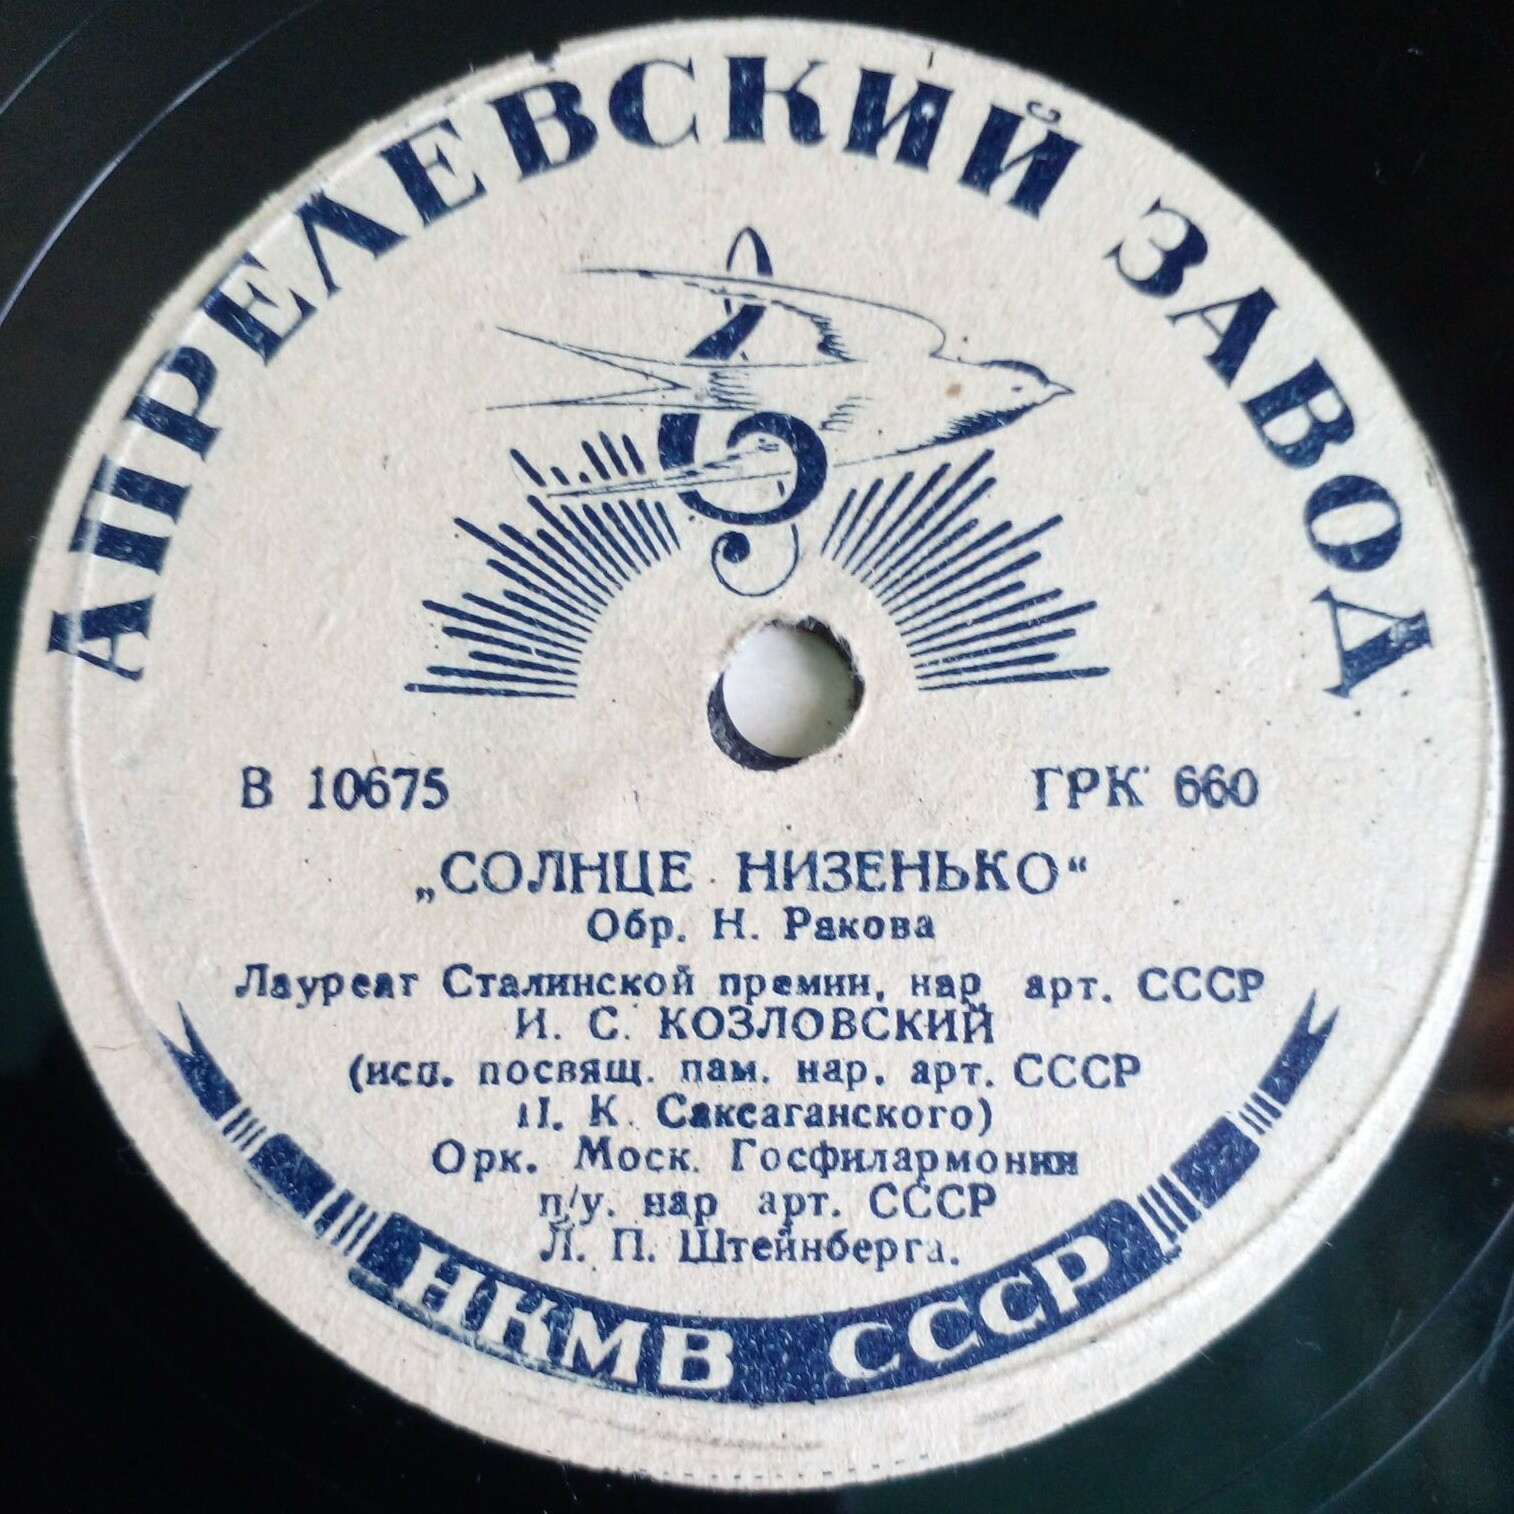 АПРЕЛЕВСКИЙ ЗАВОД
В 10675 ГРК 660
„СОЛНЦЕ НИЗЕНЬКО“
Обр. Н. Ракова
Лауреат Сталинской премии, нар арт. СССР
И. С. КОЗЛОВСКИЙ
(исп. посвящ. пам. нар. арт. СССР
П. К. Саксаганского)
Орк. Моск. Госфилармонии
п/у. нар арт. СССР
Л. П. Штейнберга.
НКМВ СССР